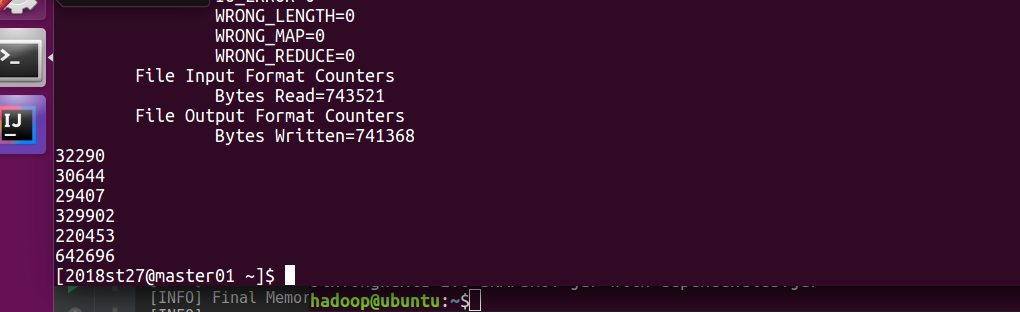 WRONG_LENGTH=0
WRONG_MAP=0
WRONG_REDUCE=0
File Input Format Counters
Bytes Read=743521
File Output Format Counters
Bytes Written=741368
32290
30644
29407
329902
220453
642696
[2018st27@master01 ~]$
[INFO] Final Memor
hadoop@ubuntu:~$
IJ